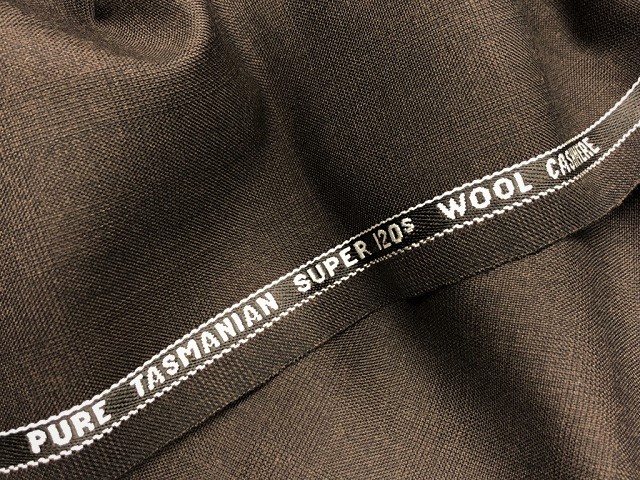 PURE TASMANIAN SUPER 120s WOOL CASHMERE